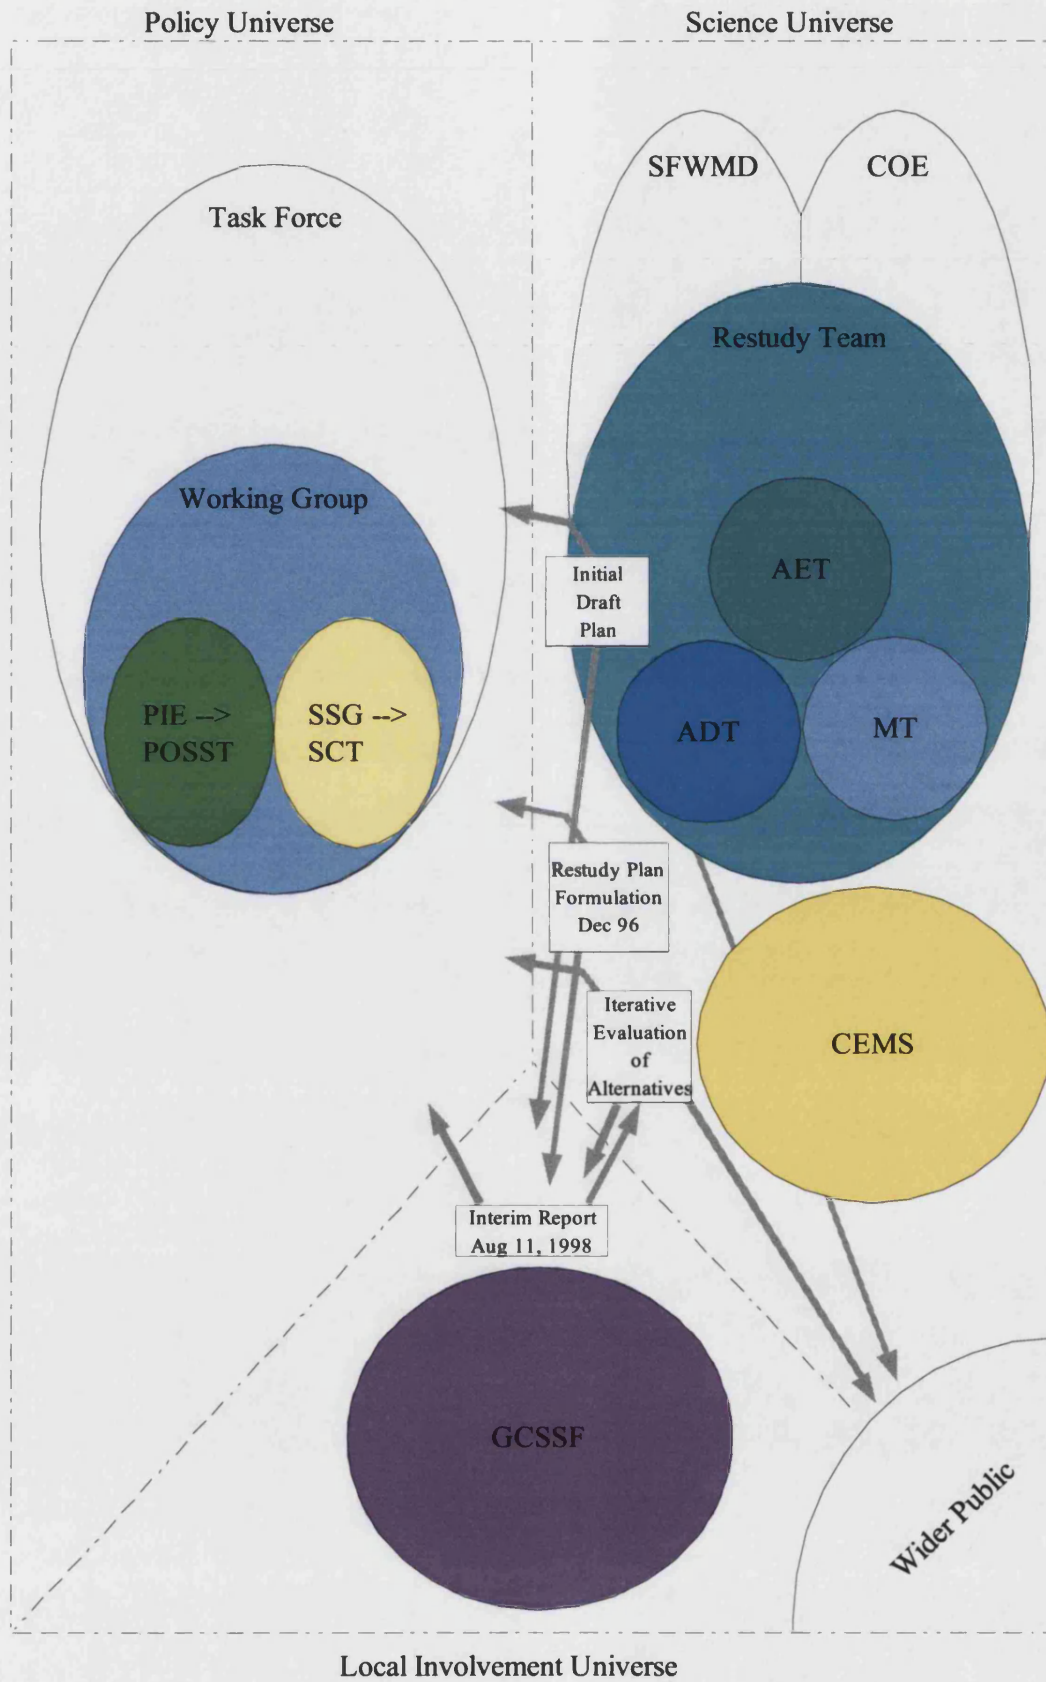 Policy Universe
Science Universe
SFWMD
COE
Task Force
Restudy Team
Working Group
AET
Initial
Draft
Plan
PIE -->
POSST
SSG -->
SCT
ADT
MT
Restudy Plan
Formulation
Dec 96
Iterative
Evaluation
of
Alternatives
CEMS
Interim Report
Aug 11, 1998
GCSSF
Wider Public
Local Involvement Universe